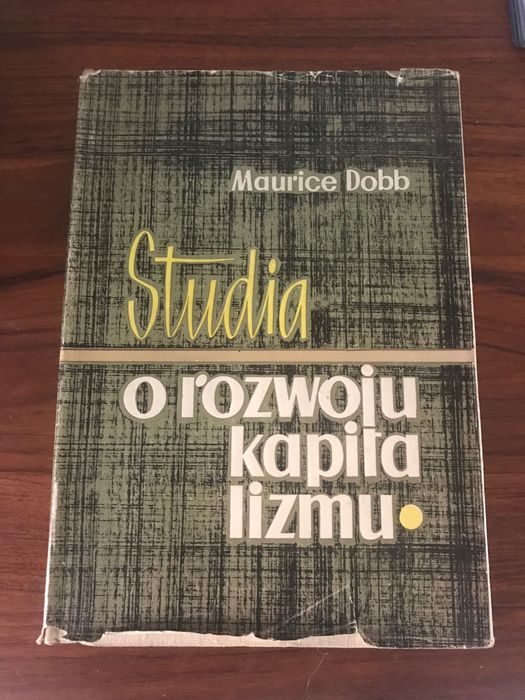 Maurice Dobb
Studia
o rozwoju
kapita
lizmu